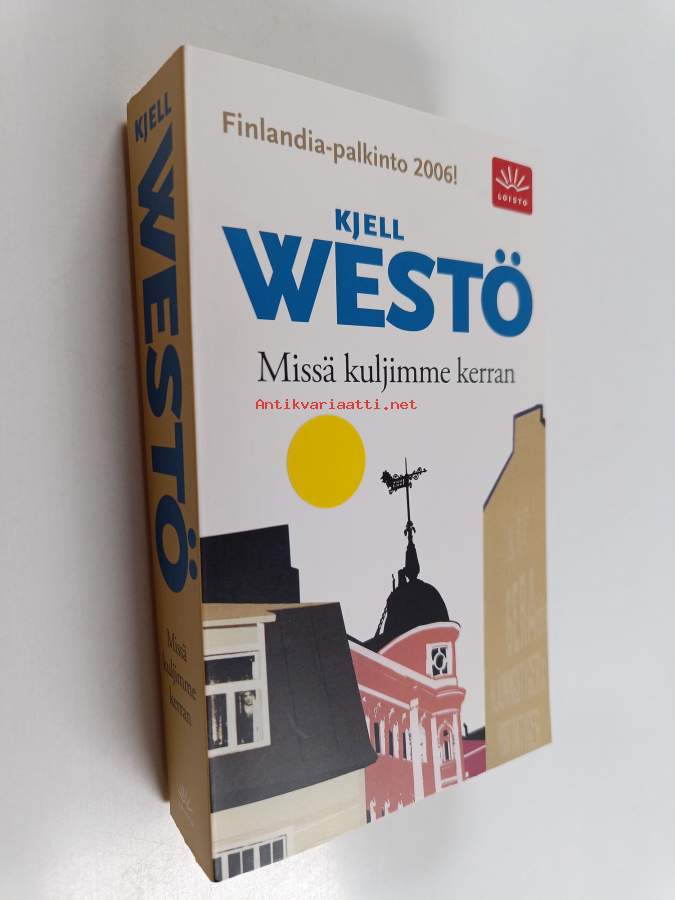 Finlandia-palkinto 2006!
LOISTO
KJELL
WESTÖ
Missä kuljimme kerran
Antikvariaatti.net
KJELL WESTÖ
Missä
kuljimme
kerran